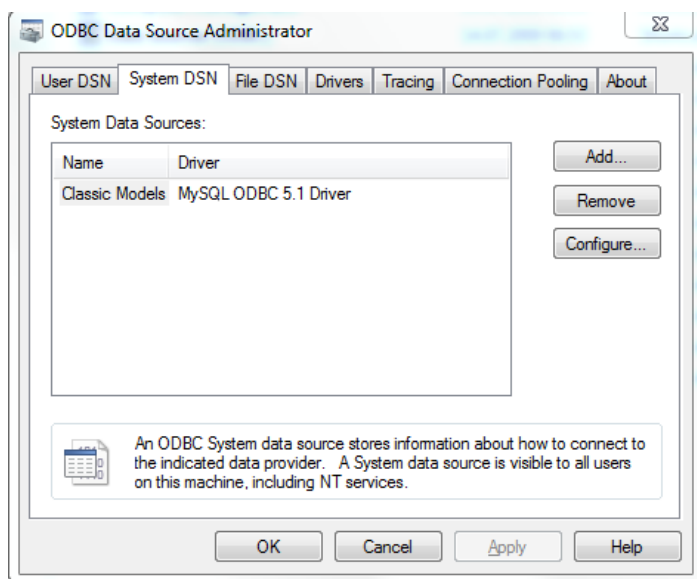 ODBC Data Source Administrator
User DSN System DSN File DSN Drivers Tracing Connection Pooling About
System Data Sources:
Name Driver
Classic Models MySQL ODBC 5.1 Driver
Add...
Remove
Configure...
An ODBC System data source stores information about how to connect to
the indicated data provider. A System data source is visible to all users
on this machine, including NT services.
OK Cancel Apply Help